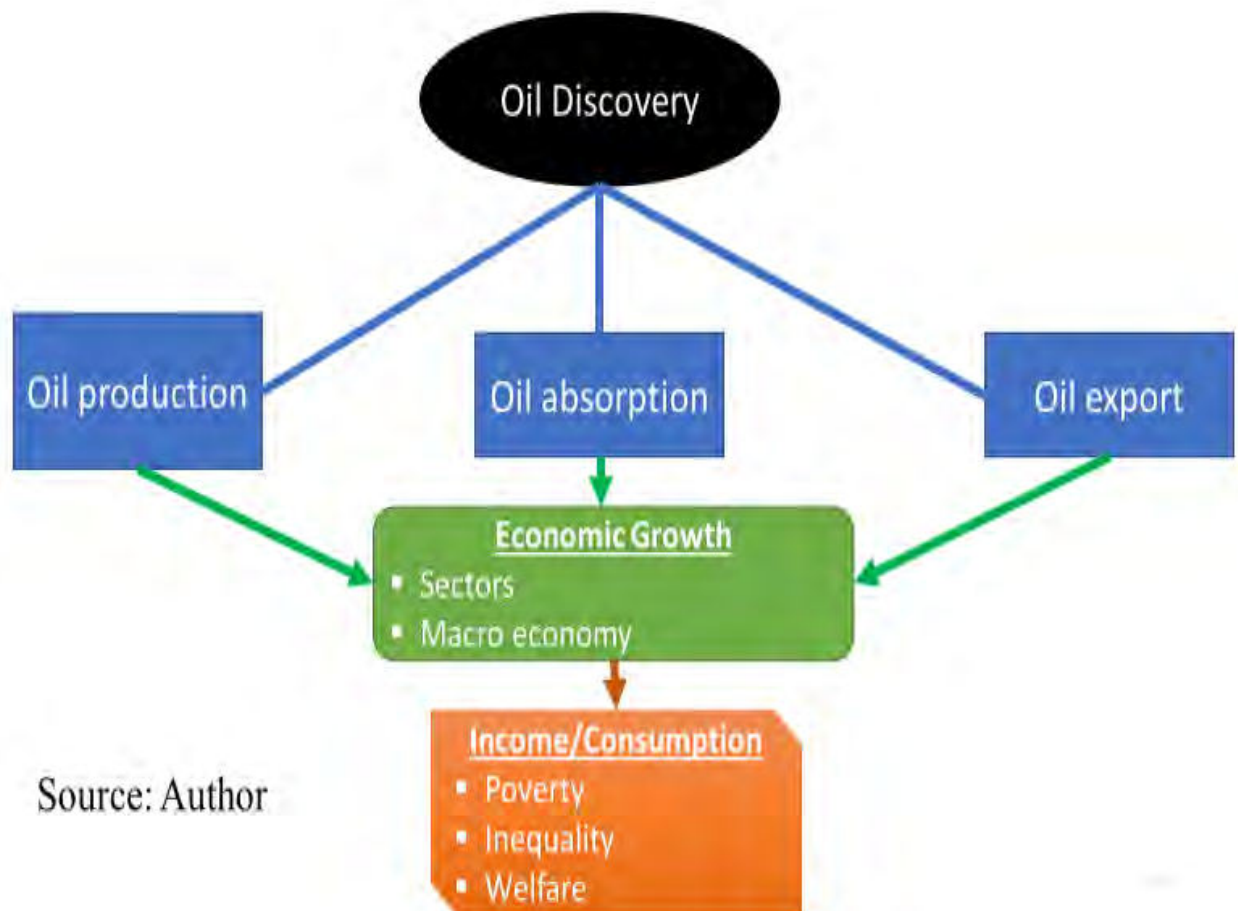 Oil Discovery
Oil production
Oil absorption
Oil export
Economic Growth
▪ Sectors
▪ Macro economy
Income/Consumption
▪ Poverty
▪ Inequality
▪ Welfare
Source: Author